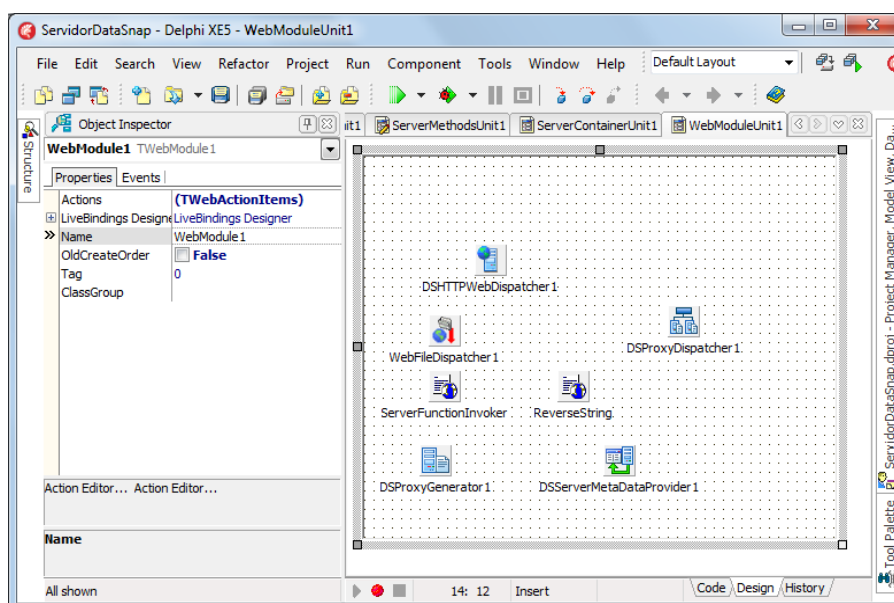 ServidorDataSnap - Delphi XE5 - WebModuleUnit1
File Edit Search View Refactor Project Run Component Tools Window Help Default Layout
Structure
Object Inspector
it1 ServerMethodsUnit1 ServerContainerUnit1 WebModuleUnit1
WebModule1 TWebModule1
Properties Events
Actions (TWebActionItems)
LiveBindings Designe LiveBindings Designer
Name WebModule1
OldCreateOrder False
Tag 0
ClassGroup
DSHTTPWebDispatcher1
WebFileDispatcher1
DSProxyDispatcher1
ServerFunctionInvoker
ReverseString
DSProxyGenerator1
DSServerMetaDataProvider1
Action Editor... Action Editor...
Name
All shown
14: 12 Insert
Code Design History
ServidorDataSnap.dproj - Project Manager, Model View, Da...
Tool Palette